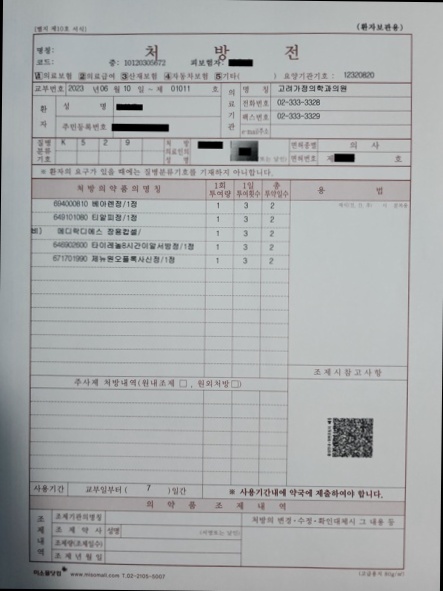 [별지 제10호 서식]
(환자보관용)
처 방 전
명칭:
코드: 증: 10120305672 피보험자:
1의료보험 2의료급여 3산재보험 4자동차보험 5기타( ) 요양기관기호: 12320820
교부번호 2023 년 06 월 10 일 - 제 01011 호
의료기관
명 칭 고려가정의학과의원
전화번호 02-333-3328
팩스번호 02-333-3329
e-mail주소
환자
성 명
주민등록번호
질병분류기호 K 5 2 9
처 방 의료인의 성 명
면허종별 의 사
면허번호 제 호
※ 환자의 요구가 있을 때에는 질병분류기호를 기재하지 아니합니다.
처 방 의 약 품 의 명 칭 1회투여량 1일투여횟수 총투약일수 용 법
694000810 베아렌정/1정 1 3 2
649101080 티알피정/1정 1 3 2
비) 메디락디에스 장용캡셀/ 1 3 2
646902600 타이레놀8시간이알서방정/1정 1 3 2
671701990 제뉴원오플록사신정/1정 1 3 2
조 제 시 참 고 사 항
주사제 처방내역 (원내조제 □, 원외처방 □)
사용기간 교부일부터 ( 7 ) 일간 ※ 사용기간내에 약국에 제출하여야 합니다.
의 약 품 조 제 내 역
조제내역
조제기관의명칭
처방의 변경·수정·확인대체시 그 내용 등
조 제 약 사 성명
조제량(조제일수)
조 제 년 월 일
미소몰닷컴 www.misomall.com T.02-2105-5007